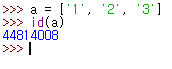 >>> a = ['1', '2', '3']
>>> id(a)
44814008
>>>